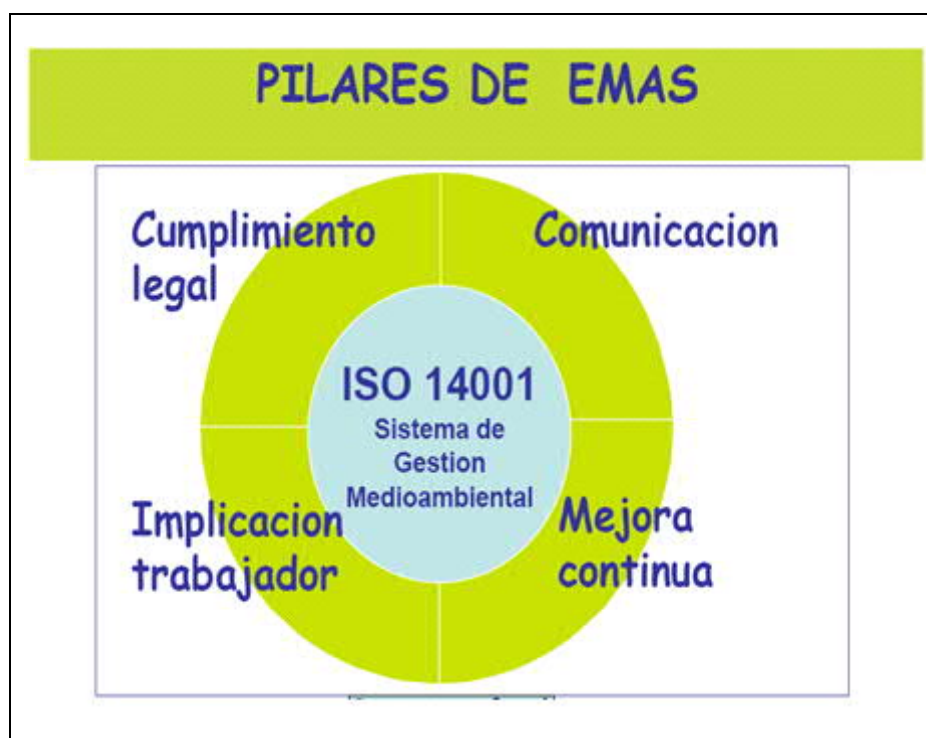 PILARES DE EMAS
Cumplimiento
legal
Comunicacion
ISO 14001
Sistema de
Gestion
Medioambiental
Implicacion
trabajador
Mejora
continua